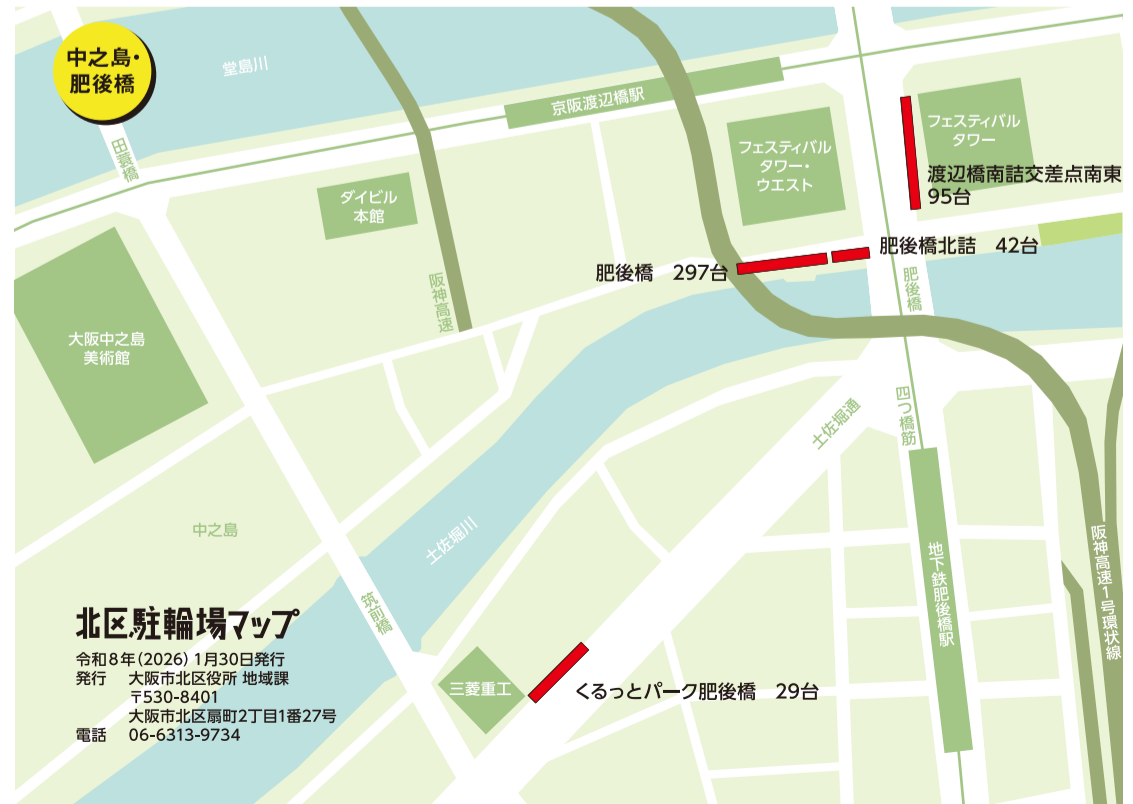 中之島・
肥後橋
堂島川
田蓑橋
京阪渡辺橋駅
ダイビル
本館
フェスティバル
タワー・
ウエスト
フェスティバル
タワー
渡辺橋南詰交差点南東
95台
肥後橋北詰　42台
肥後橋　297台
肥後橋
阪神高速
大阪中之島
美術館
四つ橋筋
土佐堀通
中之島
土佐堀川
筑前橋
地下鉄肥後橋駅
阪神高速1号環状線
三菱重工
くるっとパーク肥後橋　29台
北区駐輪場マップ
令和8年(2026) 1月30日発行
発行　大阪市北区役所 地域課
〒530-8401
大阪市北区扇町2丁目1番27号
電話　06-6313-9734